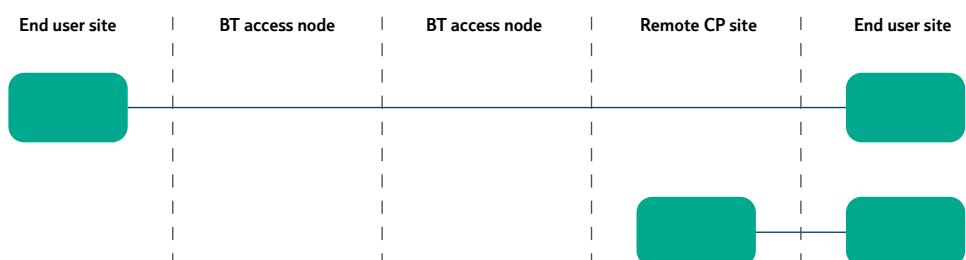 End user site
BT access node
BT access node
Remote CP site
End user site